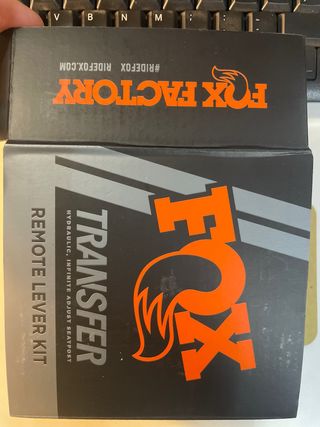 V B N M
FOX FACTORY
#RIDEFOX RIDEFOX.COM
FOX
TRANSFER
HYDRAULIC, INFINITE ADJUST SEATPOST
REMOTE LEVER KIT